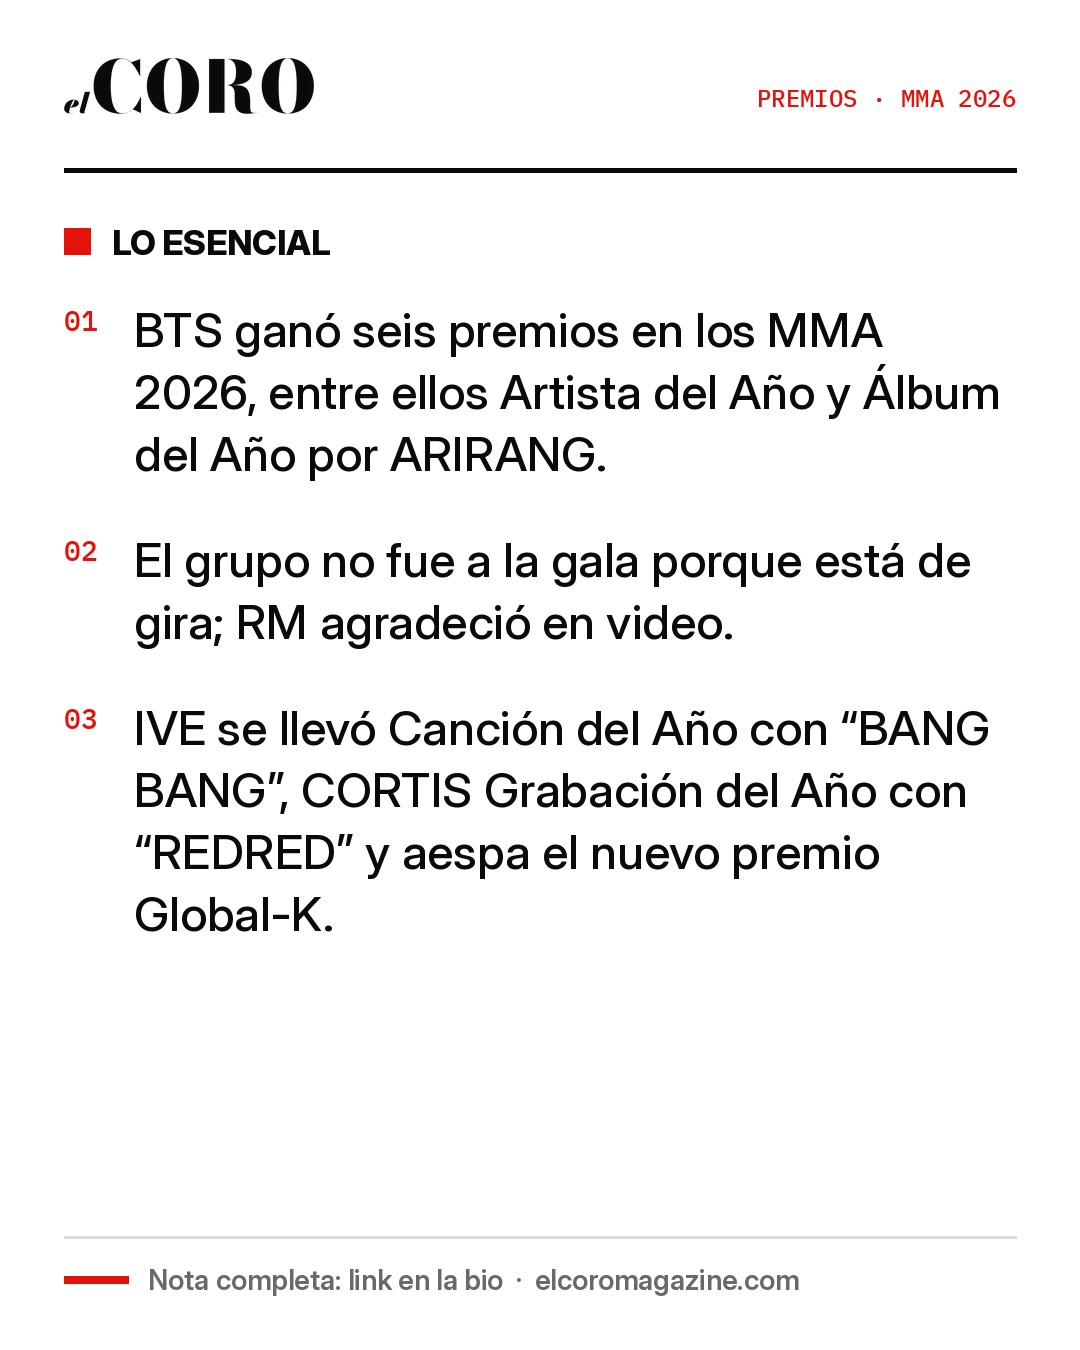 el CORO
PREMIOS · MMA 2026
LO ESENCIAL
01 BTS ganó seis premios en los MMA
2026, entre ellos Artista del Año y Álbum
del Año por ARIRANG.
02 El grupo no fue a la gala porque está de
gira; RM agradeció en video.
03 IVE se llevó Canción del Año con “BANG
BANG”, CORTIS Grabación del Año con
“REDRED” y aespa el nuevo premio
Global-K.
Nota completa: link en la bio · elcoromagazine.com